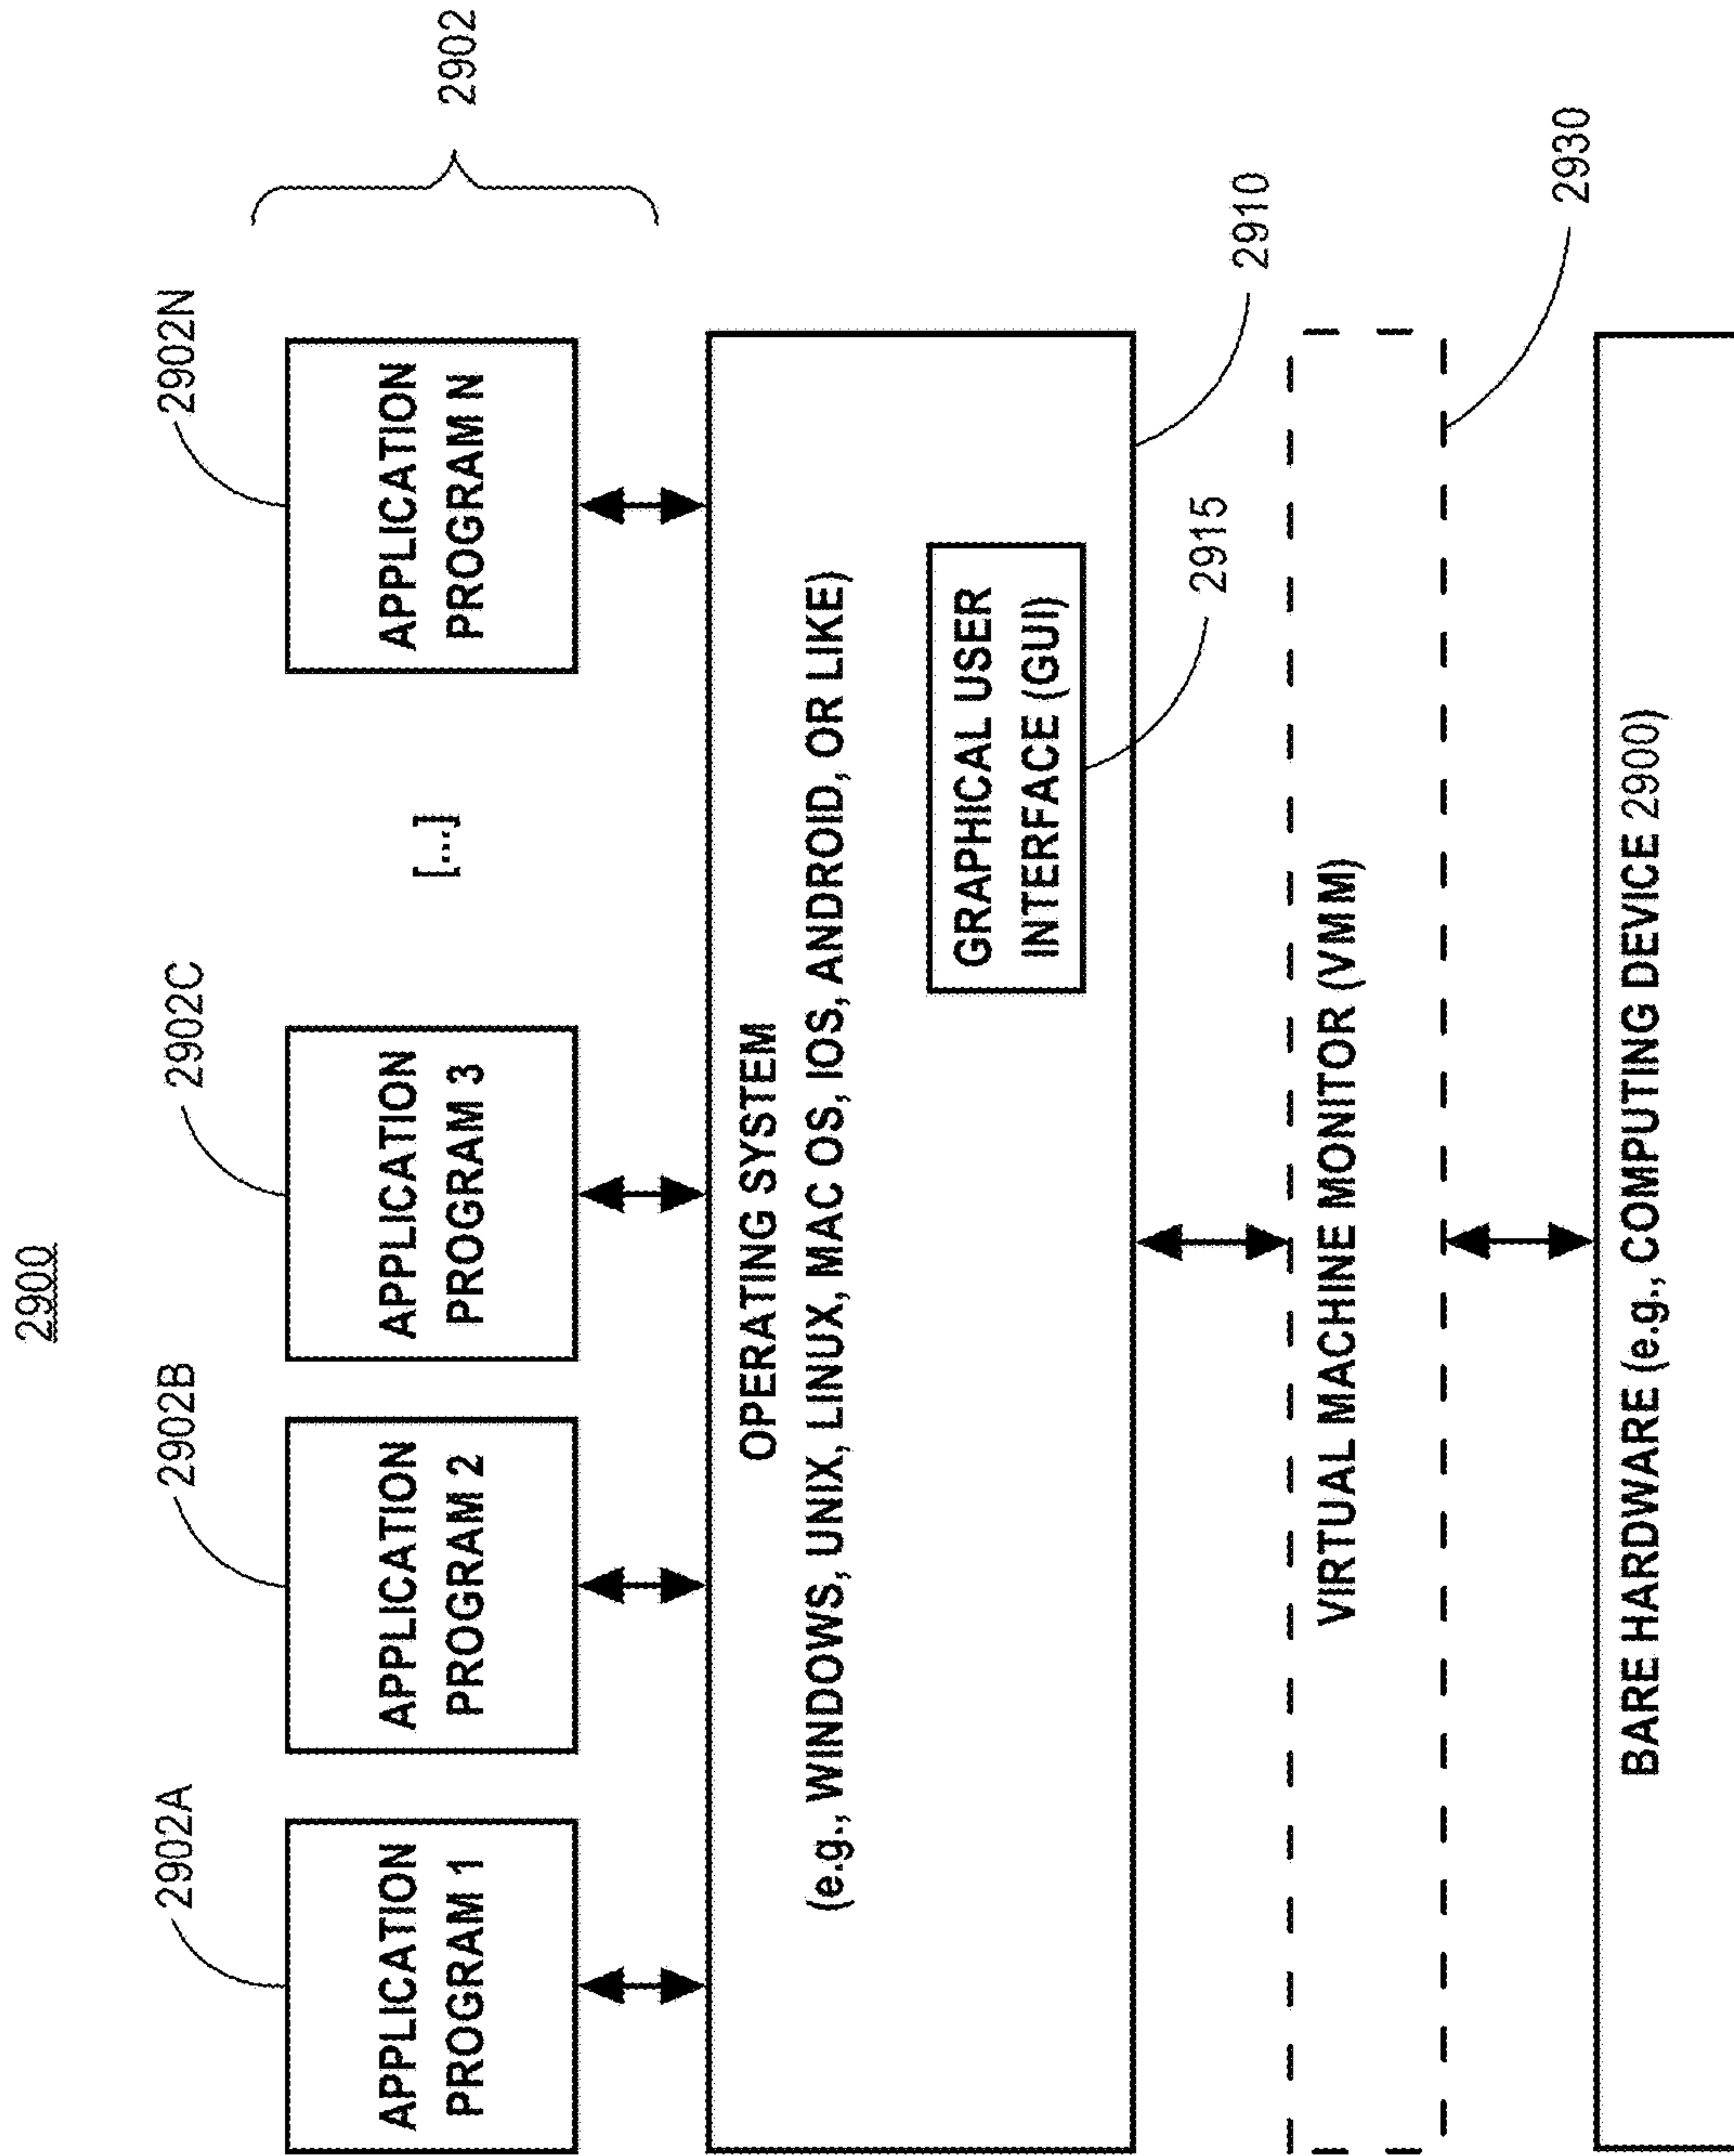 2900
2902A
2902B
2902C
2902N
2902
APPLICATION
PROGRAM 1
APPLICATION
PROGRAM 2
APPLICATION
PROGRAM 3
[...]
APPLICATION
PROGRAM N
OPERATING SYSTEM
(e.g., WINDOWS, UNIX, LINUX, MAC OS, IOS, ANDROID, OR LIKE)
GRAPHICAL USER
INTERFACE (GUI)
2915
2910
VIRTUAL MACHINE MONITOR (VMM)
2930
BARE HARDWARE (e.g., COMPUTING DEVICE 2900)